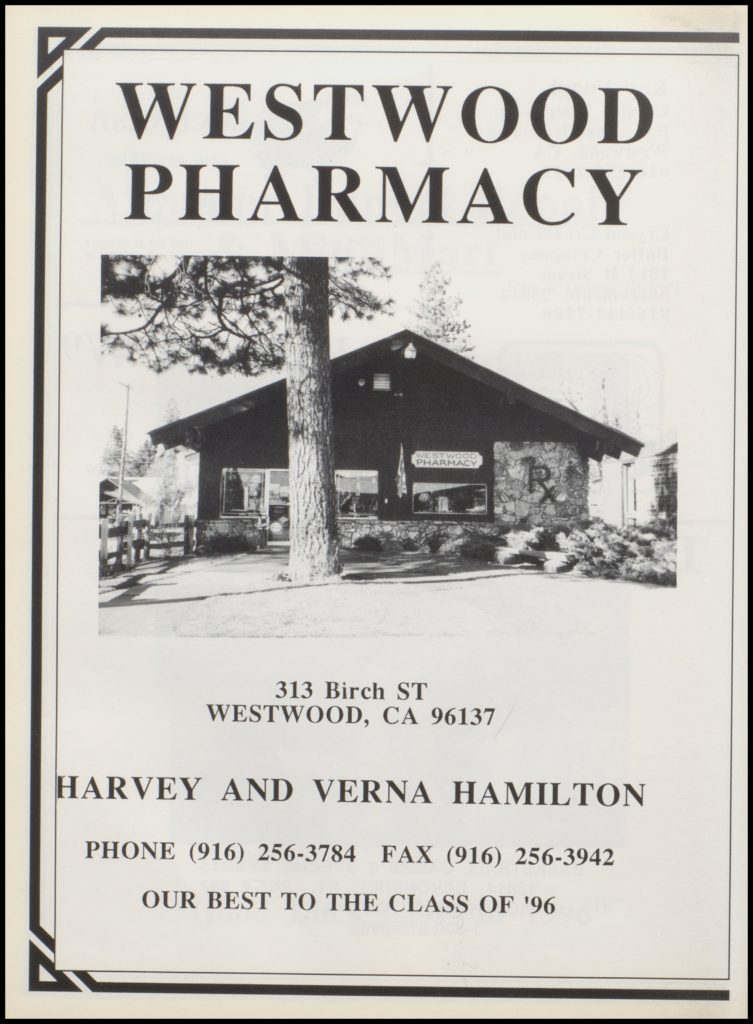 WESTWOOD
PHARMACY
WESTWOOD
PHARMACY
Rx
313 Birch ST
WESTWOOD, CA 96137
HARVEY AND VERNA HAMILTON
PHONE (916) 256-3784 FAX (916) 256-3942
OUR BEST TO THE CLASS OF '96